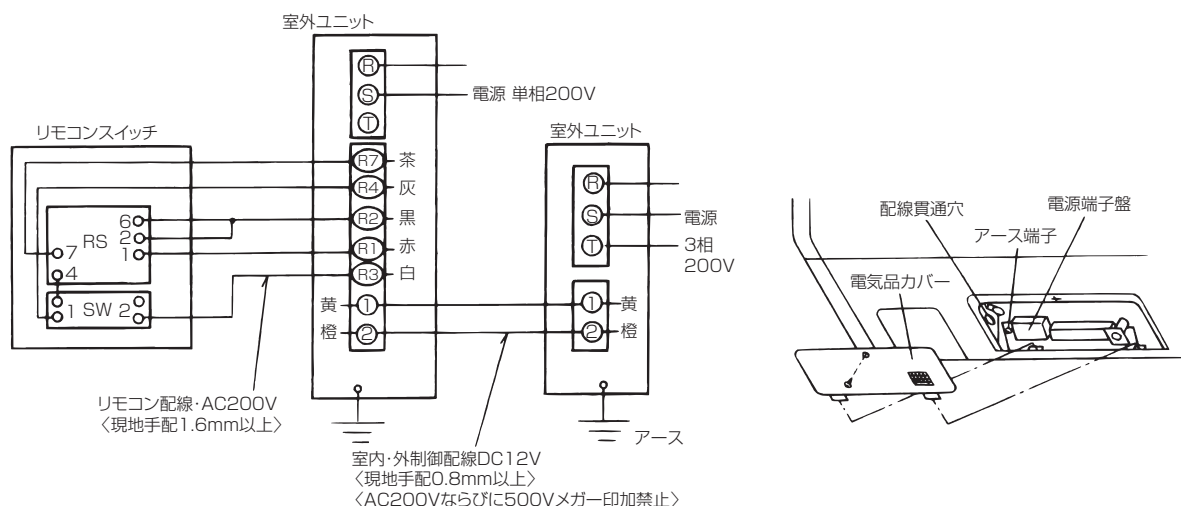 室外ユニット
R
S
電源 単相200V
T
リモコンスイッチ
R7 茶
R4 灰
R2 黒
R1 赤
R3 白
黄 1
橙 2
6
RS 2
7 1
4
1 SW 2
室外ユニット
R
S
電源
T
3相
200V
1 黄
2 橙
アース
リモコン配線・AC200V
〈現地手配1.6mm以上〉
室内・外制御配線DC12V
〈現地手配0.8mm以上〉
〈AC200Vならびに500Vメガー印加禁止〉
配線貫通穴
電源端子盤
アース端子
電気品カバー